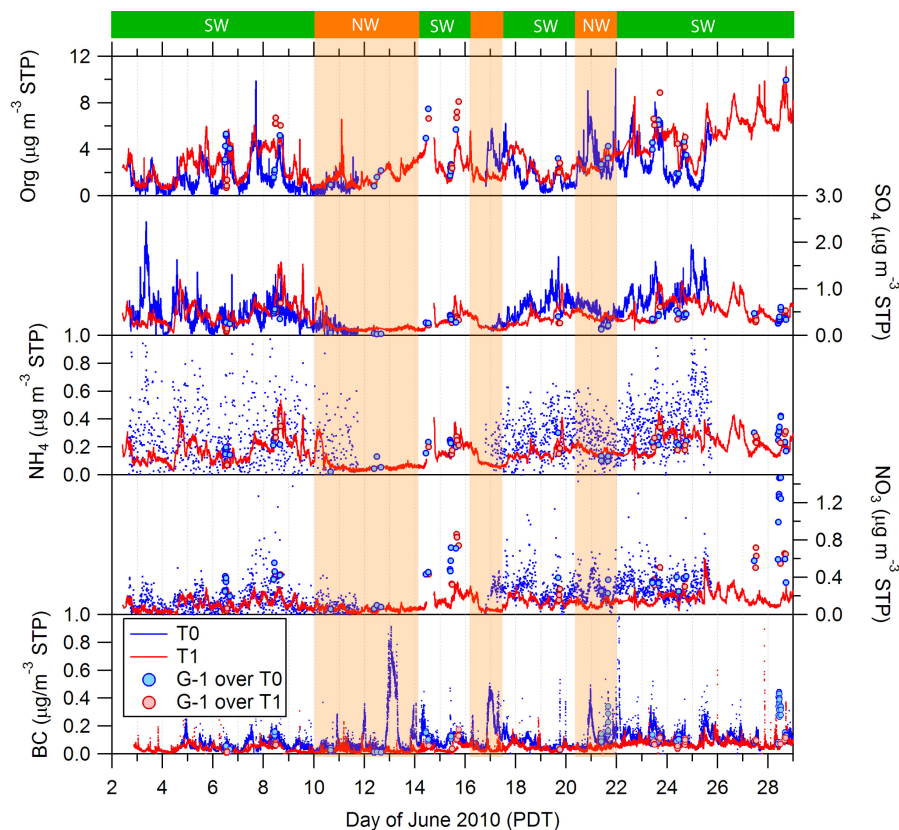 SW NW SW SW NW SW
Org (µg m⁻³ STP)
12
8
4
0
SO₄ (µg m⁻³ STP)
3.0
2.0
1.0
0.0
NH₄ (µg m⁻³ STP)
1.0
0.8
0.6
0.4
0.2
0.0
NO₃ (µg m⁻³ STP)
1.2
0.8
0.4
0.0
BC (µg/m⁻³ STP)
1.0
0.8
0.6
0.4
0.2
0.0
T0
T1
G-1 over T0
G-1 over T1
2 4 6 8 10 12 14 16 18 20 22 24 26 28
Day of June 2010 (PDT)